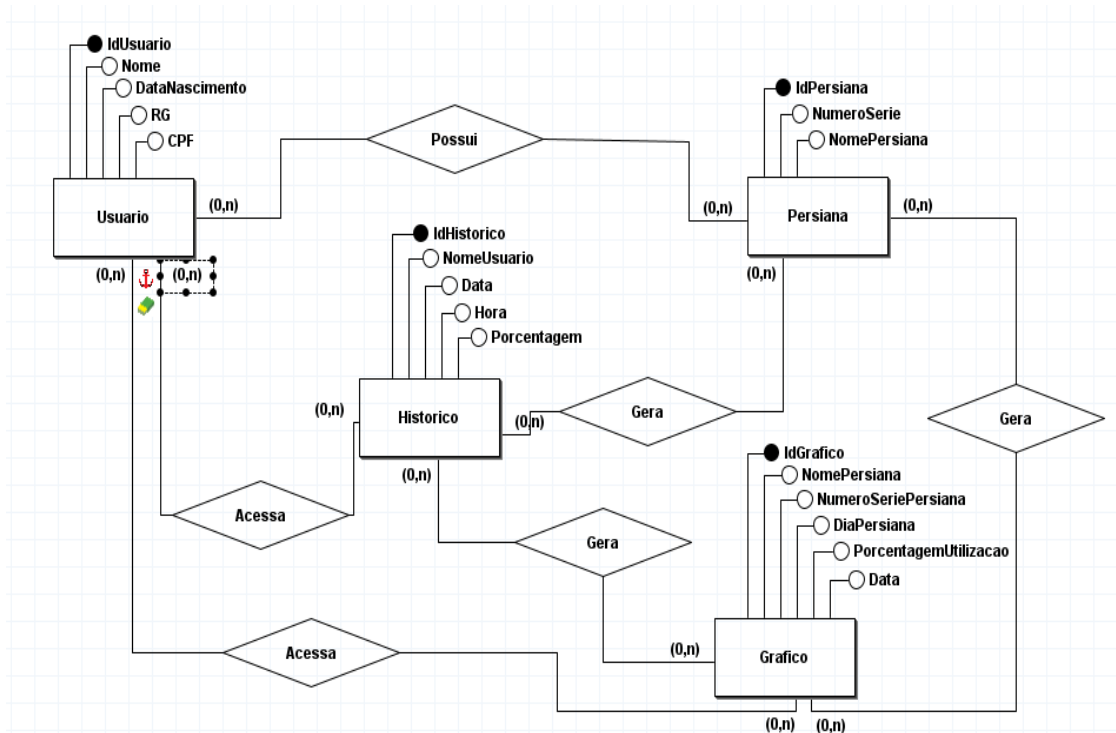 IdUsuario
Nome
DataNascimento
RG
CPF
Usuario
(0,n)
(0,n)
(0,n)
Possui
IdPersiana
NumeroSerie
NomePersiana
(0,n)
Persiana
(0,n)
(0,n)
IdHistorico
NomeUsuario
Data
Hora
Porcentagem
(0,n)
Historico
(0,n)
(0,n)
Gera
Gera
Acessa
Gera
IdGrafico
NomePersiana
NumeroSeriePersiana
DiaPersiana
PorcentagemUtilizacao
Data
Acessa
(0,n)
Grafico
(0,n)
(0,n)